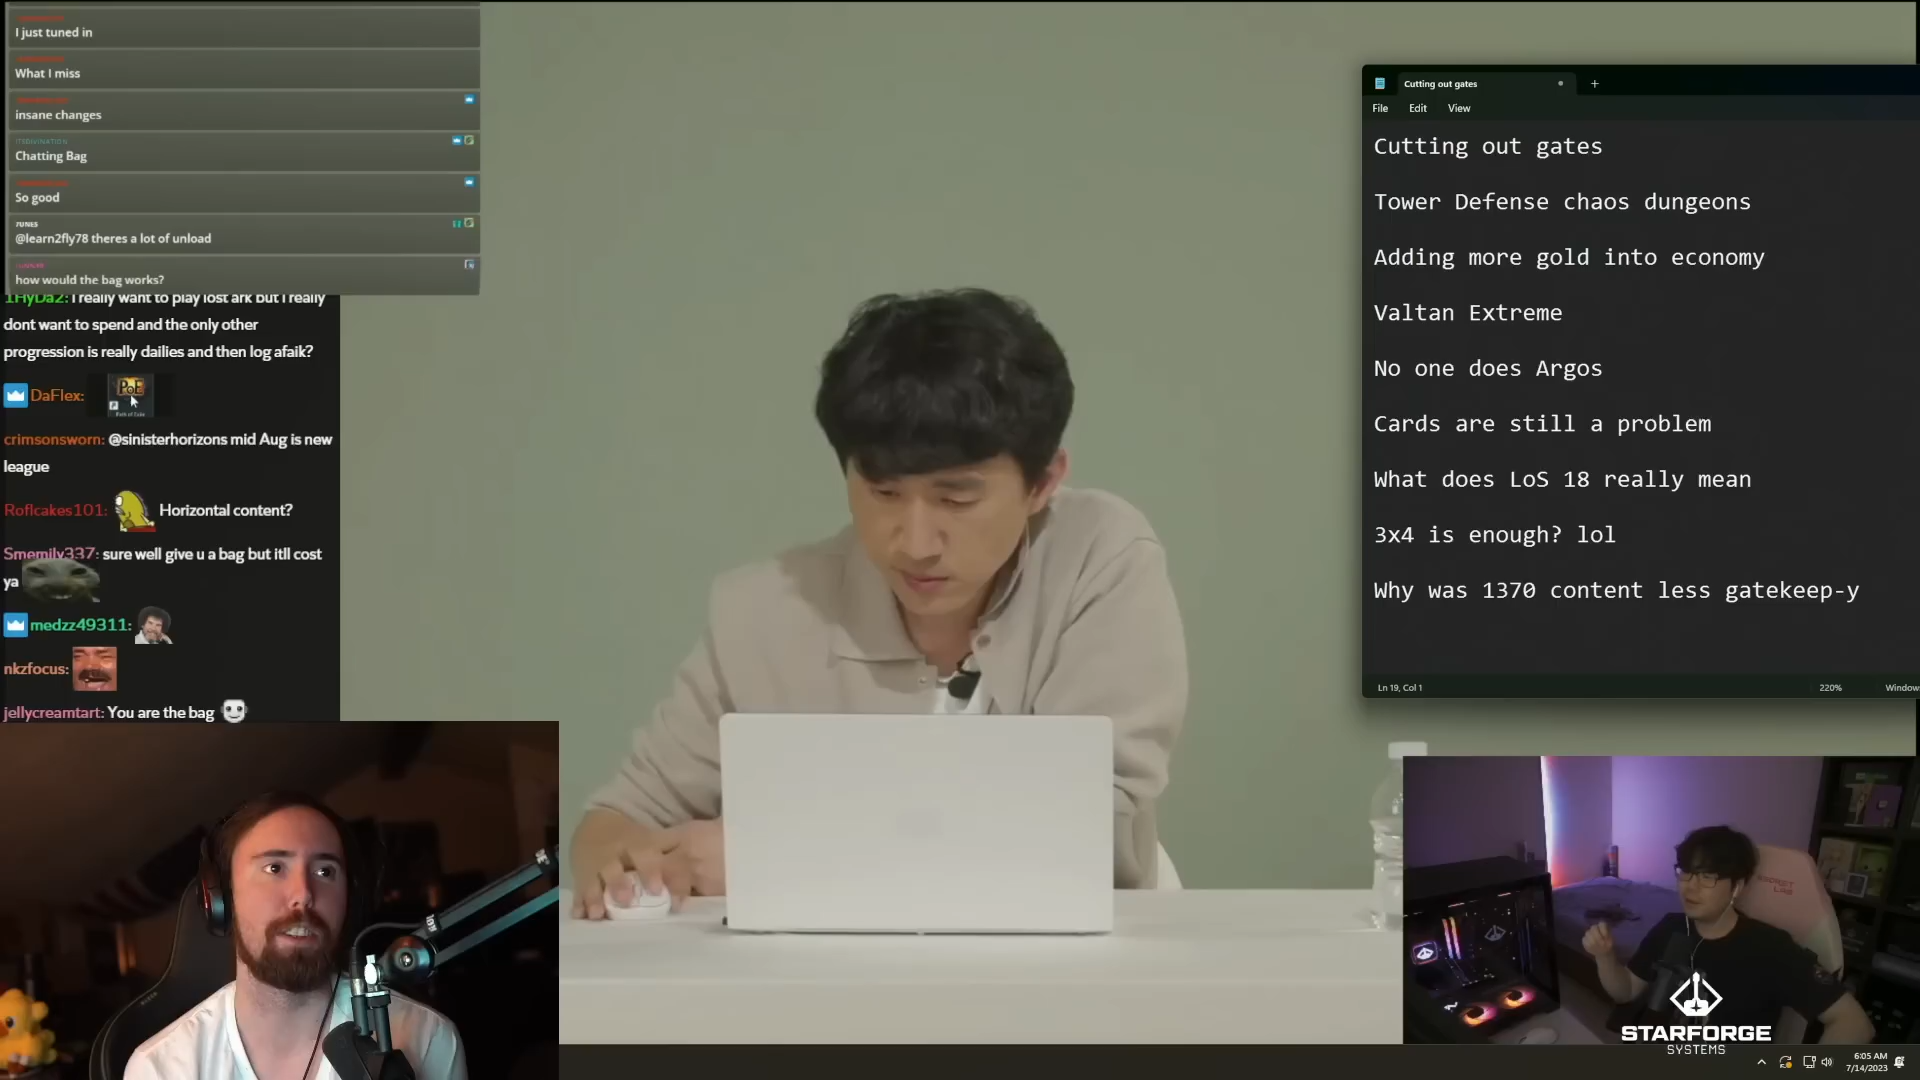 I just tuned in
What I miss
insane changes
ITSDIVINATION
Chatting Bag
So good
7UNES
@learn2fly78 theres a lot of unload
how would the bag works?
1HyDa2: I really want to play lost ark but i really
dont want to spend and the only other
progression is really dailies and then log afaik?
DaFlex:
PoE
crimsonsworn: @sinisterhorizons mid Aug is new
league
Roflcakes101: Horizontal content?
Smemily337: sure well give u a bag but itll cost
ya
medzz49311:
nkzfocus:
jellycreamtart: You are the bag
Cutting out gates
+
File Edit View
Cutting out gates
Tower Defense chaos dungeons
Adding more gold into economy
Valtan Extreme
No one does Argos
Cards are still a problem
What does LoS 18 really mean
3x4 is enough? lol
Why was 1370 content less gatekeep-y
Ln 19, Col 1
220%
Windows
STARFORGE
SYSTEMS
6:05 AM
7/14/2023